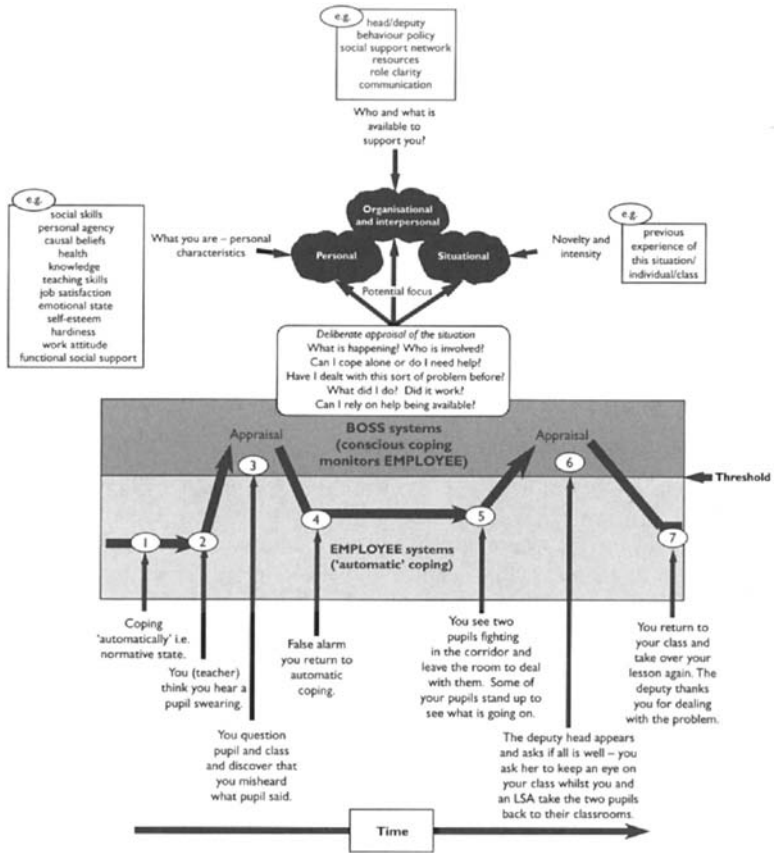 e.g.
head/deputy
behaviour policy
social support network
resources
role clarity
communication
Who and what is
available to
support you?
e.g.
social skills
personal agency
causal beliefs
health
knowledge
teaching skills
job satisfaction
emotional state
self-esteem
hardiness
work attitude
functional social support
What you are – personal
characteristics
Organisational
and interpersonal
Personal
Situational
Novelty and
intensity
e.g.
previous
experience of
this situation/
individual/class
Potential focus
Deliberate appraisal of the situation
What is happening? Who is involved?
Can I cope alone or do I need help?
Have I dealt with this sort of problem before?
What did I do? Did it work?
Can I rely on help being available?
BOSS systems
(conscious coping
monitors EMPLOYEE)
Appraisal
Appraisal
Threshold
3
6
1
2
4
5
7
EMPLOYEE systems
('automatic' coping)
Coping
'automatically' i.e.
normative state.
You (teacher)
think you hear a
pupil swearing.
You question
pupil and class
and discover that
you misheard
what pupil said.
False alarm
you return to
automatic
coping.
You see two
pupils fighting
in the corridor and
leave the room to deal
with them. Some of
your pupils stand up to
see what is going on.
The deputy head appears
and asks if all is well – you
ask her to keep an eye on
your class whilst you and
an LSA take the two pupils
back to their classrooms.
You return to
your class and
take over your
lesson again. The
deputy thanks
you for dealing
with the problem.
Time